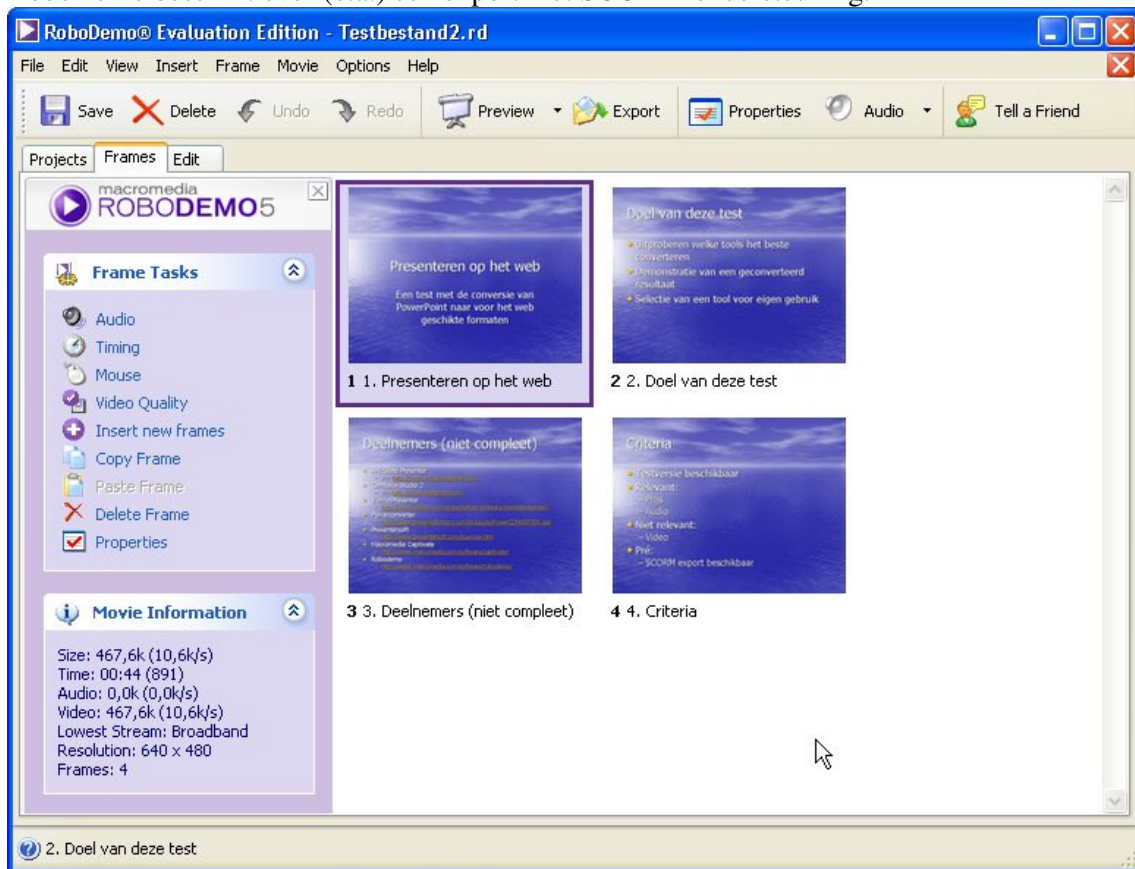 RoboDemo® Evaluation Edition - Testbestand2.rd
File Edit View Insert Frame Movie Options Help
Save Delete Undo Redo Preview Export Properties Audio Tell a Friend
Projects Frames Edit
macromedia
ROBODEMO5
Frame Tasks
Audio
Timing
Mouse
Video Quality
Insert new frames
Copy Frame
Paste Frame
Delete Frame
Properties
Movie Information
Size: 467,6k (10,6k/s)
Time: 00:44 (891)
Audio: 0,0k (0,0k/s)
Video: 467,6k (10,6k/s)
Lowest Stream: Broadband
Resolution: 640 x 480
Frames: 4
Presenteren op het web
Een test met de conversie van
PowerPoint naar voor het web
geschikte formaten
1 1. Presenteren op het web
Doel van deze test
Uitproberen welke tools het beste
converteren
Demonstratie van een geconverteerd
resultaat
Selectie van een tool voor eigen gebruik
2 2. Doel van deze test
Deelnemers (niet compleet)
Macromedia Captivate
Robodemo
3 3. Deelnemers (niet compleet)
Criteria
Testversie beschikbaar
Relevant:
– Prijs
– Audio
Niet relevant:
– Video
Pré:
– SCORM export beschikbaar
4 4. Criteria
2. Doel van deze test